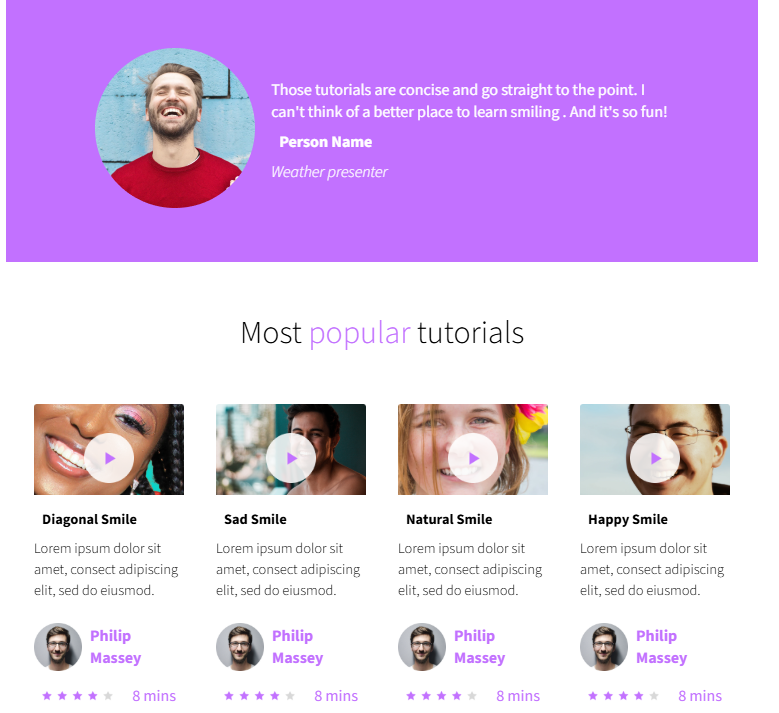 Those tutorials are concise and go straight to the point. I
can't think of a better place to learn smiling . And it's so fun!
Person Name
Weather presenter
Most popular tutorials
Diagonal Smile
Lorem ipsum dolor sit
amet, consect adipiscing
elit, sed do eiusmod.
Philip
Massey
8 mins
Sad Smile
Lorem ipsum dolor sit
amet, consect adipiscing
elit, sed do eiusmod.
Philip
Massey
8 mins
Natural Smile
Lorem ipsum dolor sit
amet, consect adipiscing
elit, sed do eiusmod.
Philip
Massey
8 mins
Happy Smile
Lorem ipsum dolor sit
amet, consect adipiscing
elit, sed do eiusmod.
Philip
Massey
8 mins